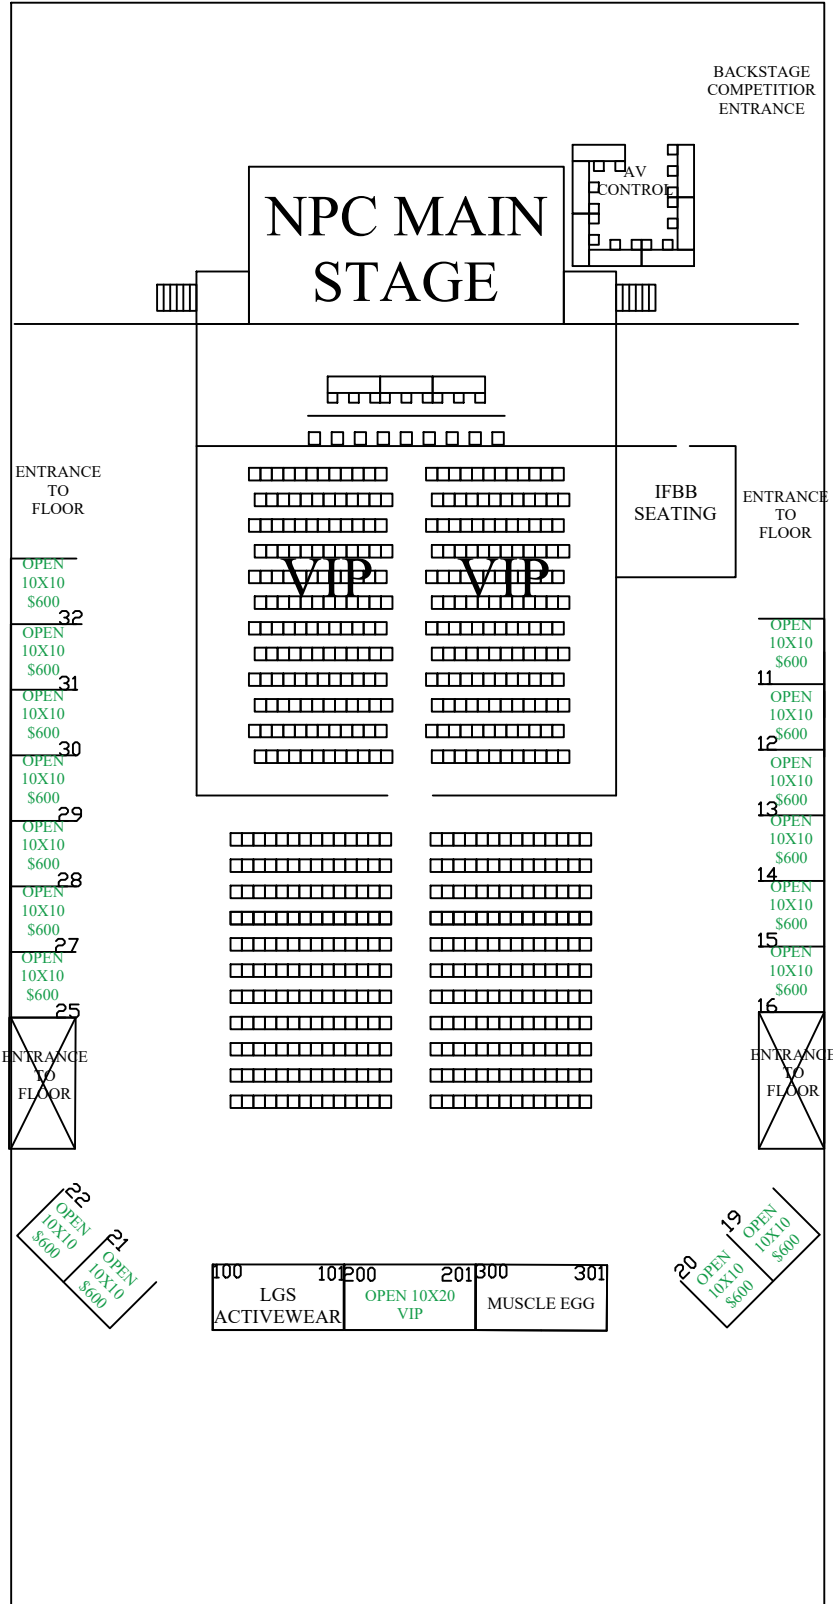 BACKSTAGE
COMPETITIOR
ENTRANCE
AV
CONTROL
NPC MAIN
STAGE
ENTRANCE
TO
FLOOR
IFBB
SEATING
ENTRANCE
TO
FLOOR
VIP
VIP
OPEN
10X10
$600
32
OPEN
10X10
$600
31
OPEN
10X10
$600
30
OPEN
10X10
$600
29
OPEN
10X10
$600
28
OPEN
10X10
$600
27
OPEN
10X10
$600
25
OPEN
10X10
$600
11
OPEN
10X10
$600
12
OPEN
10X10
$600
13
OPEN
10X10
$600
14
OPEN
10X10
$600
15
OPEN
10X10
$600
16
ENTRANCE
TO
FLOOR
ENTRANCE
TO
FLOOR
22
OPEN
10X10
$600
21
OPEN
10X10
$600
19
OPEN
10X10
$600
20
OPEN
10X10
$600
100 101
LGS
ACTIVEWEAR
200 201
OPEN 10X20
VIP
300 301
MUSCLE EGG